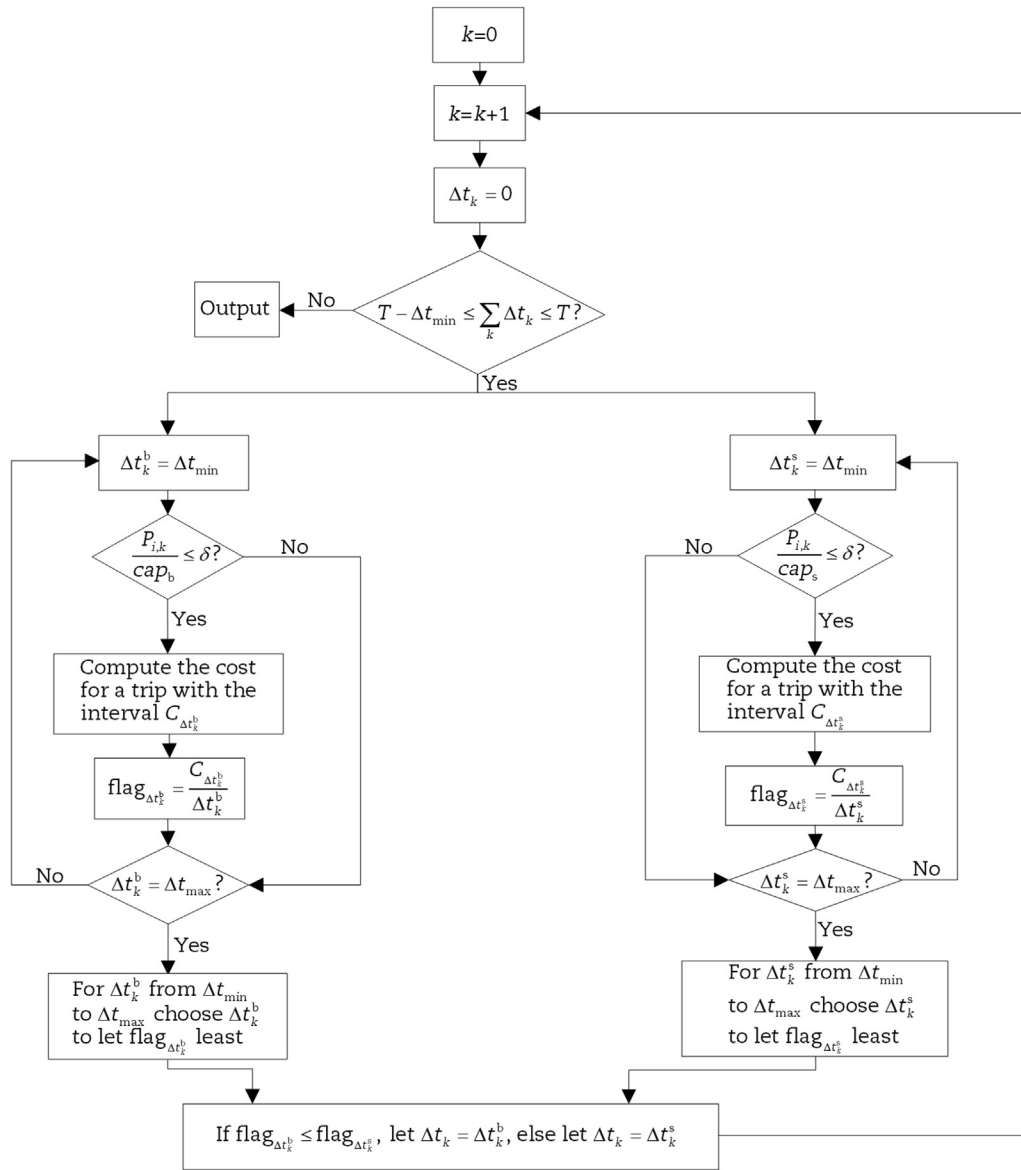 k=0
k=k+1
Δt_k = 0
T − Δt_min ≤ ∑_k Δt_k ≤ T?
No
Output
Yes
Δt_k^b = Δt_min
P_{i,k}/cap_b ≤ δ?
No
Yes
Compute the cost
for a trip with the
interval C_{Δt_k^b}
flag_{Δt_k^b} = C_{Δt_k^b}/Δt_k^b
Δt_k^b = Δt_max?
No
Yes
For Δt_k^b from Δt_min
to Δt_max choose Δt_k^b
to let flag_{Δt_k^b} least
Δt_k^s = Δt_min
P_{i,k}/cap_s ≤ δ?
No
Yes
Compute the cost
for a trip with the
interval C_{Δt_k^s}
flag_{Δt_k^s} = C_{Δt_k^s}/Δt_k^s
Δt_k^s = Δt_max?
No
Yes
For Δt_k^s from Δt_min
to Δt_max choose Δt_k^s
to let flag_{Δt_k^s} least
If flag_{Δt_k^b} ≤ flag_{Δt_k^s}, let Δt_k = Δt_k^b, else let Δt_k = Δt_k^s